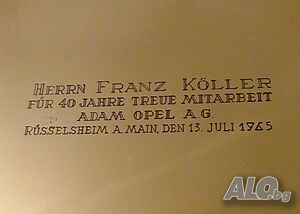 HERRN FRANZ KÖLLER
FÜR 40 JAHRE TREUE MITARBEIT
ADAM OPEL A.G.
RÜSSELSHEIM A. MAIN, DEN 13. JULI 1965
ALO.bg